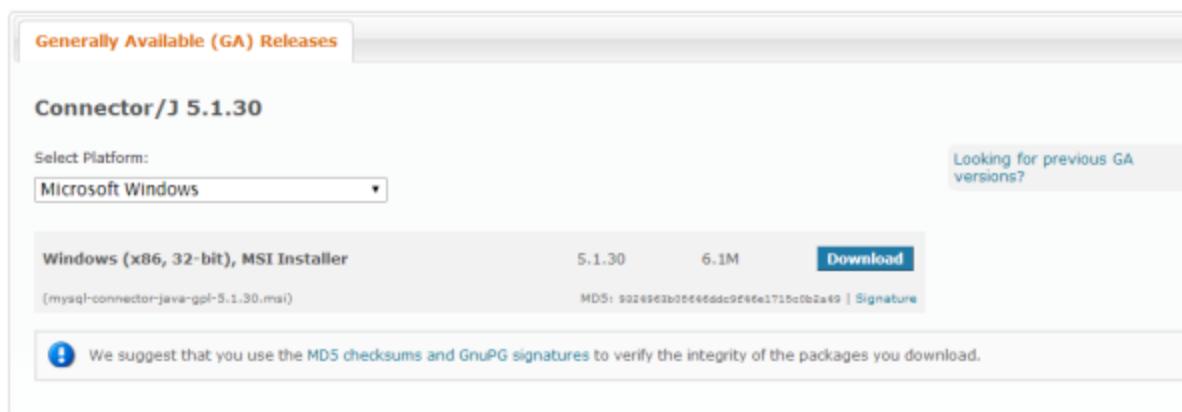 Generally Available (GA) Releases
Connector/J 5.1.30
Select Platform:
Microsoft Windows
Looking for previous GA
versions?
Windows (x86, 32-bit), MSI Installer 5.1.30 6.1M Download
(mysql-connector-java-gpl-5.1.30.msi) MD5: | Signature
We suggest that you use the MD5 checksums and GnuPG signatures to verify the integrity of the packages you download.